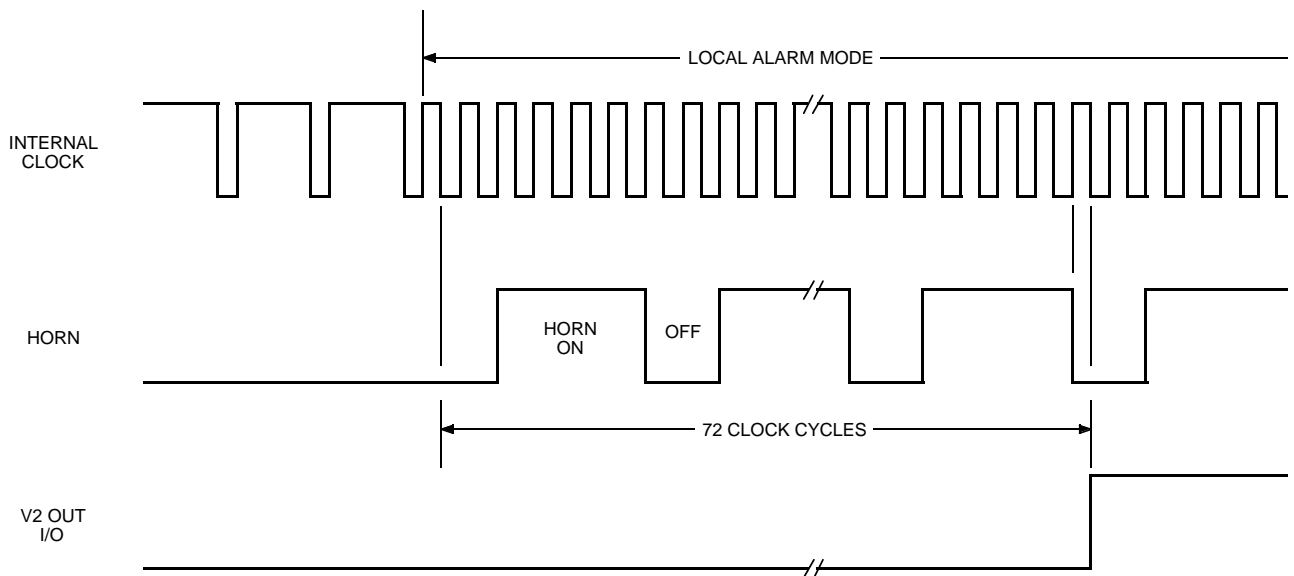 LOCAL ALARM MODE
INTERNAL
CLOCK
HORN
HORN
ON
OFF
72 CLOCK CYCLES
V2 OUT
I/O